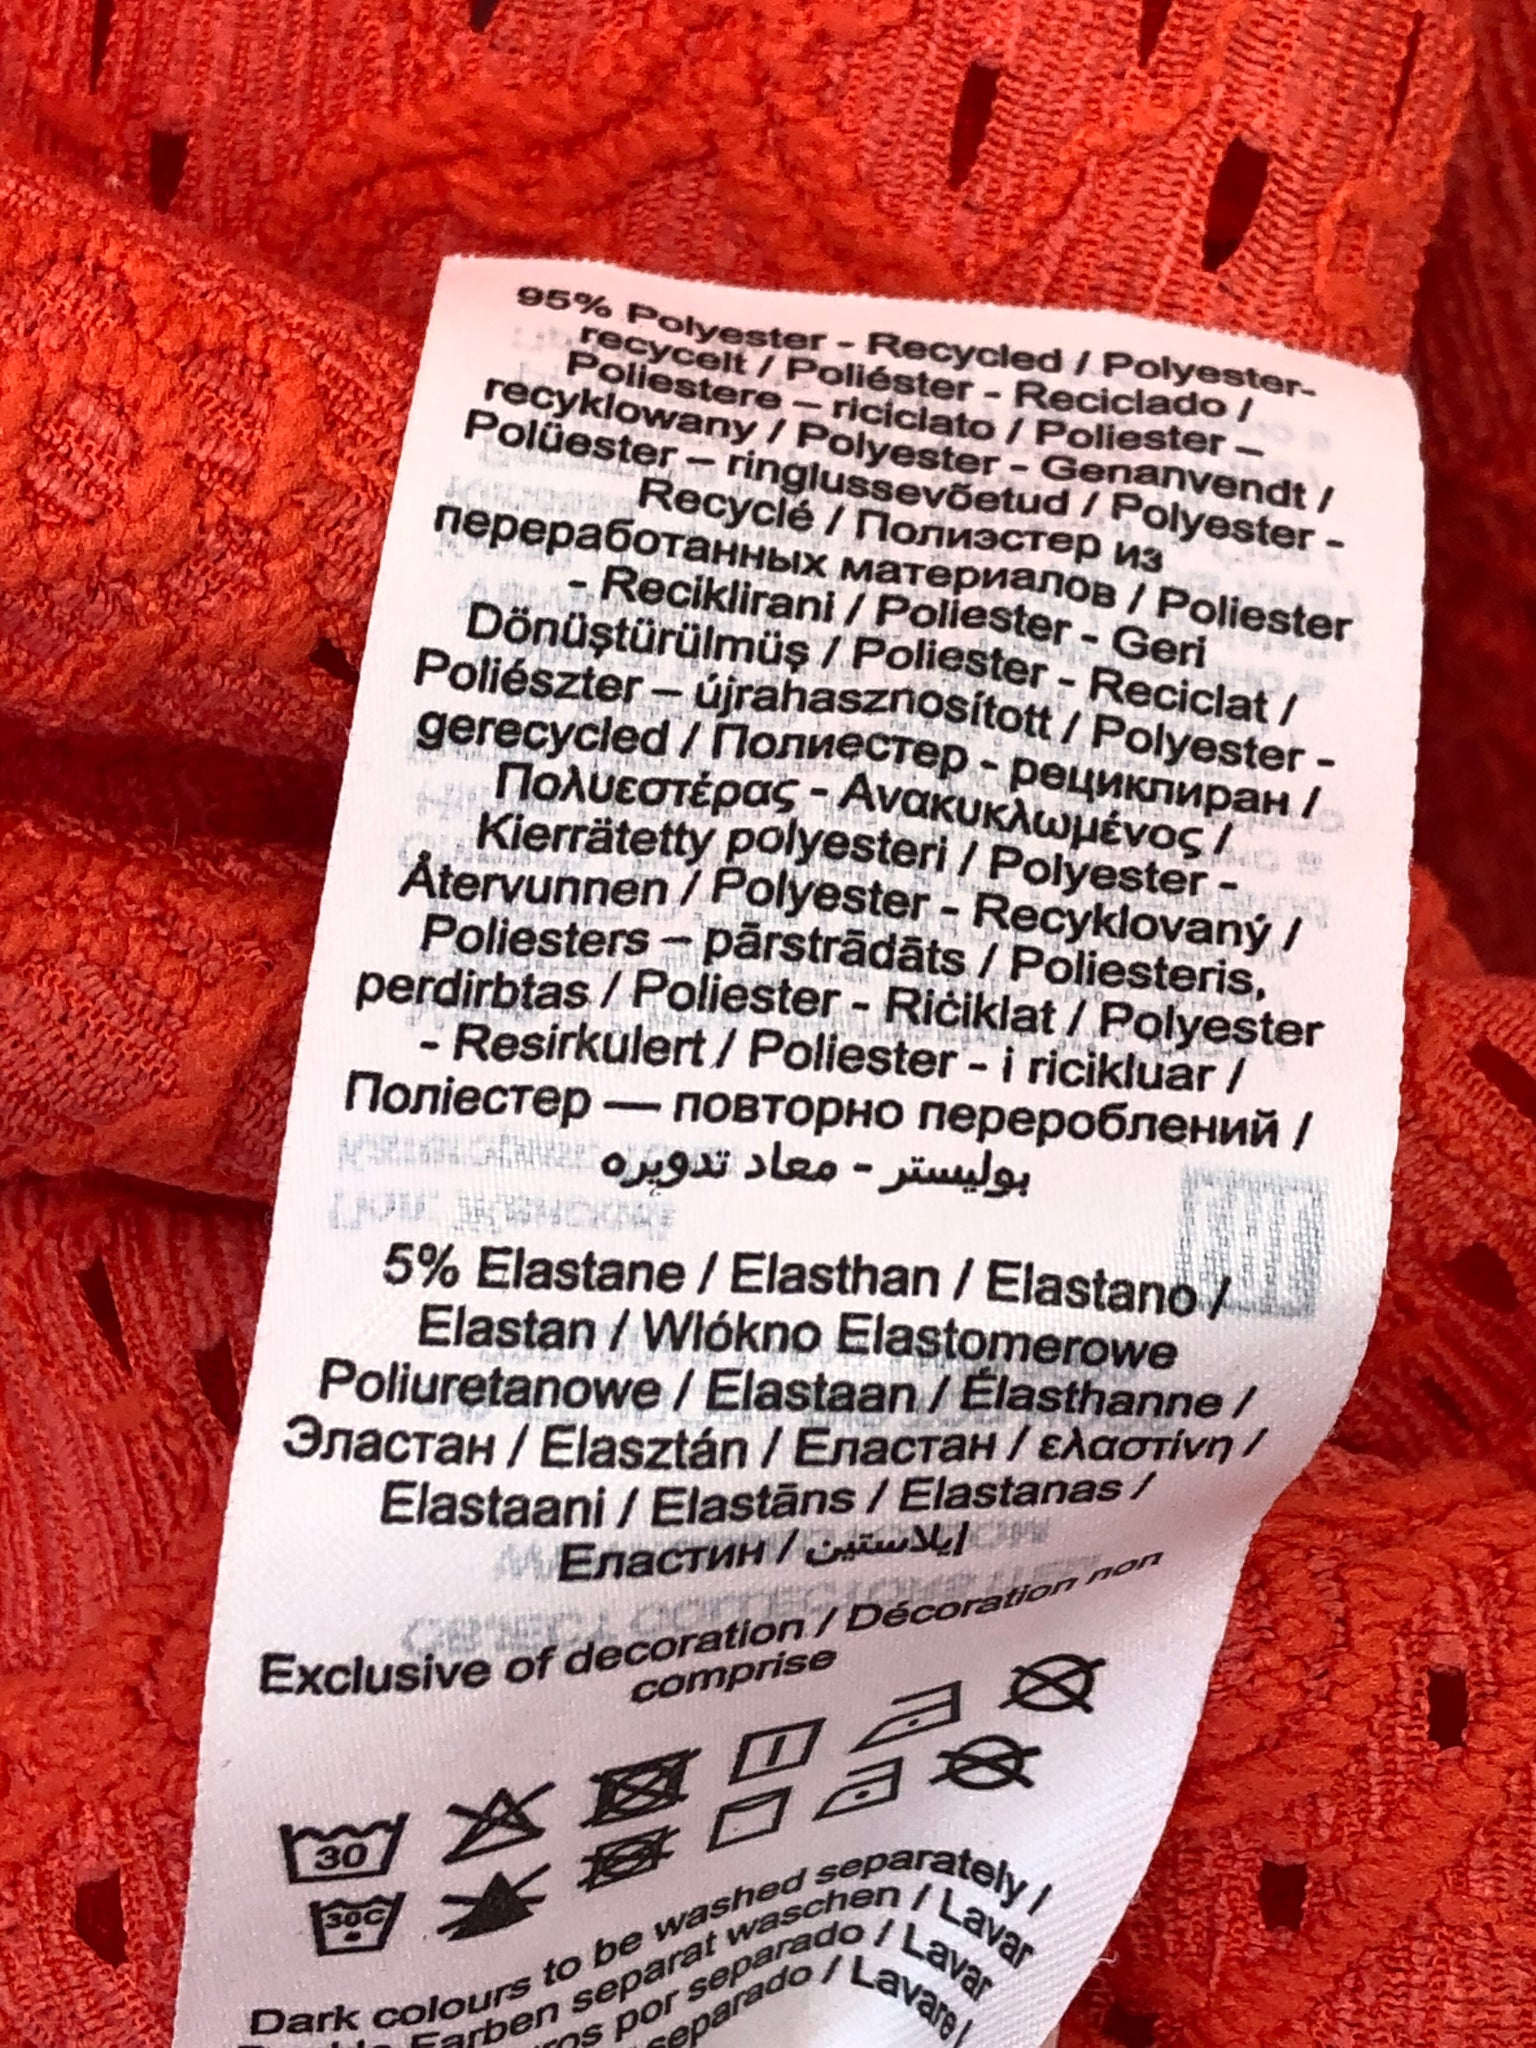 95% Polyester - Recycled / Polyester-
recycelt / Poliéster - Reciclado /
Poliestere – riciclato / Poliester –
recyklowany / Polyester - Genanvendt /
Polüester – ringlussevõetud / Polyester -
Recyclé / Полиэстер из
переработанных материалов / Poliester
- Reciklirani / Poliester - Geri
Dönüştürülmüş / Poliester - Reciclat /
Poliészter – újrahasznosított / Polyester -
gerecycled / Полиестер - рециклиран /
Πολυεστέρας - Ανακυκλωμένος /
Kierrätetty polyesteri / Polyester -
Återvunnen / Polyester - Recyklovaný /
Poliesters – pārstrādāts / Poliesteris,
perdirbtas / Poliester - Riċiklat / Polyester
- Resirkulert / Poliester - i ricikluar /
Поліестер — повторно перероблений /
بوليستر - معاد تدويره
5% Elastane / Elasthan / Elastano /
Elastan / Wlókno Elastomerowe
Poliuretanowe / Elastaan / Élasthanne /
Эластан / Elasztán / Еластан / ελαστίνη /
Elastaani / Elastāns / Elastanas /
Еластин / إيلاستين
Exclusive of decoration / Décoration non
comprise
30
30C
Dark colours to be washed separately /
Farben separat waschen / Lavar
por separado / Lavar
separado / Lavare /